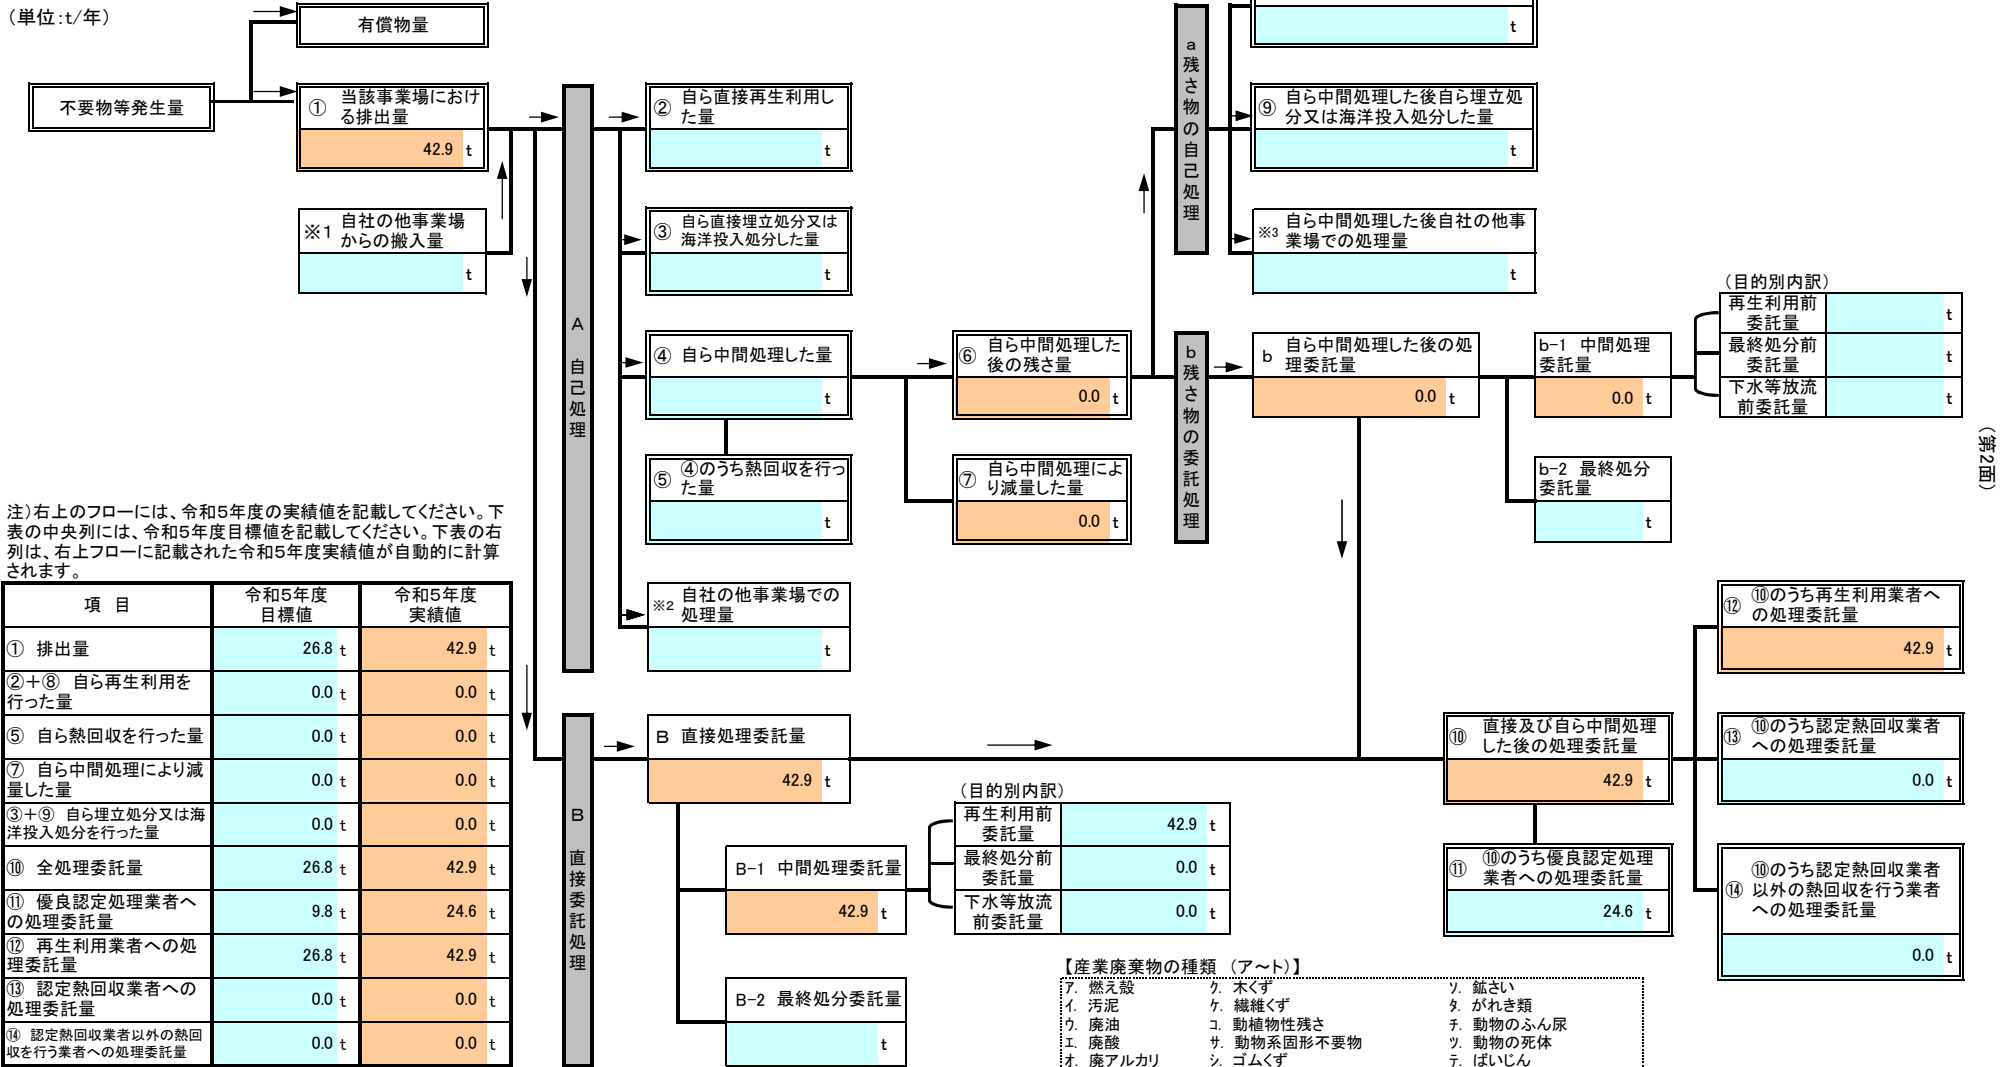 （単位:t/年）
有償物量
不要物等発生量
① 当該事業場におけ
る排出量
42.9 t
※1 自社の他事業場
からの搬入量
t
A 自己処理
② 自ら直接再生利用し
た量
t
③ 自ら直接埋立処分又は
海洋投入処分した量
t
④ 自ら中間処理した量
t
⑤ ④のうち熱回収を行っ
た量
t
※2 自社の他事業場での
処理量
t
⑥ 自ら中間処理した
後の残さ量
0.0 t
⑦ 自ら中間処理によ
り減量した量
0.0 t
a 残さ物の自己処理
t
⑨ 自ら中間処理した後自ら埋立処
分又は海洋投入処分した量
t
※3 自ら中間処理した後自社の他事
業場での処理量
t
b 残さ物の委託処理
b 自ら中間処理した後の処
理委託量
0.0 t
b-1 中間処理
委託量
0.0 t
b-2 最終処分
委託量
t
（目的別内訳）
再生利用前
委託量
t
最終処分前
委託量
t
下水等放流
前委託量
t
（第2面）
注）右上のフローには、令和5年度の実績値を記載してください。下
表の中央列には、令和5年度目標値を記載してください。下表の右
列は、右上フローに記載された令和5年度実績値が自動的に計算
されます。
項 目 令和5年度 令和5年度
目標値 実績値
① 排出量 26.8 t 42.9 t
②＋⑧ 自ら再生利用を
行った量 0.0 t 0.0 t
⑤ 自ら熱回収を行った量 0.0 t 0.0 t
⑦ 自ら中間処理により減
量した量 0.0 t 0.0 t
③＋⑨ 自ら埋立処分又は海
洋投入処分を行った量 0.0 t 0.0 t
⑩ 全処理委託量 26.8 t 42.9 t
⑪ 優良認定処理業者へ
の処理委託量 9.8 t 24.6 t
⑫ 再生利用業者への処
理委託量 26.8 t 42.9 t
⑬ 認定熱回収業者への
処理委託量 0.0 t 0.0 t
⑭ 認定熱回収業者以外の熱回
収を行う業者への処理委託量 0.0 t 0.0 t
B 直接委託処理
B 直接処理委託量
42.9 t
B-1 中間処理委託量
42.9 t
B-2 最終処分委託量
t
（目的別内訳）
再生利用前
委託量
42.9 t
最終処分前
委託量
0.0 t
下水等放流
前委託量
0.0 t
⑩ 直接及び自ら中間処理
した後の処理委託量
42.9 t
⑪ ⑩のうち優良認定処理
業者への処理委託量
24.6 t
⑫ ⑩のうち再生利用業者へ
の処理委託量
42.9 t
⑬ ⑩のうち認定熱回収業者
への処理委託量
0.0 t
⑭ ⑩のうち認定熱回収業者
以外の熱回収を行う業者
への処理委託量
0.0 t
【産業廃棄物の種類 （ア～ト）】
ア. 燃え殻 ク. 木くず ソ. 鉱さい
イ. 汚泥 ケ. 繊維くず タ. がれき類
ウ. 廃油 コ. 動植物性残さ チ. 動物のふん尿
エ. 廃酸 サ. 動物系固形不要物 ツ. 動物の死体
オ. 廃アルカリ シ. ゴムくず テ. ばいじん